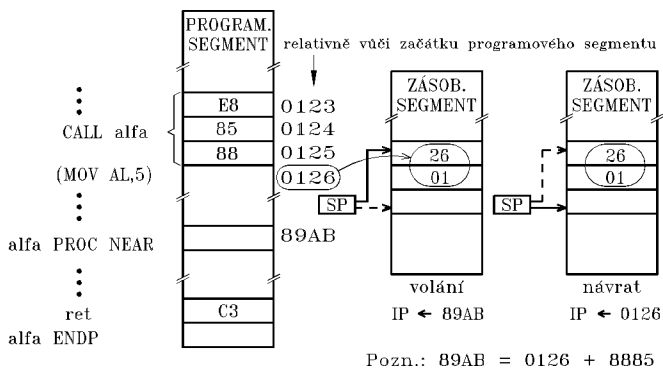 PROGRAM.
SEGMENT
relativně vůči začátku programového segmentu
ZÁSOB.
SEGMENT
ZÁSOB.
SEGMENT
E8 0123
CALL alfa 85 0124
88 0125
26
26
(MOV AL,5) 0126
01
01
SP
SP
alfa PROC NEAR 89AB
volání
návrat
ret C3
IP ← 89AB
IP ← 0126
alfa ENDP
Pozn.: 89AB = 0126 + 8885